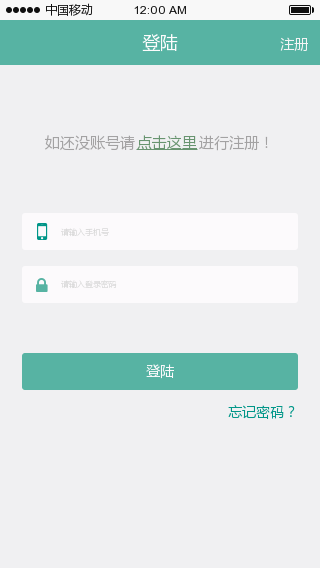 中国移动 12:00 AM
登陆 注册
如还没账号请点击这里进行注册！
请输入手机号
请输入登录密码
登陆
忘记密码？